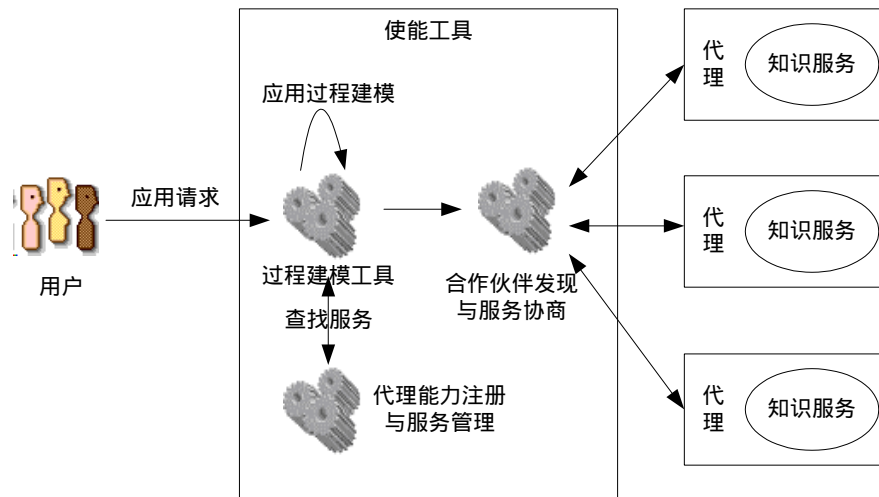 使能工具
应用过程建模
应用请求
用户
过程建模工具
查找服务
代理能力注册
与服务管理
合作伙伴发现
与服务协商
代
理
知识服务
代
理
知识服务
代
理
知识服务